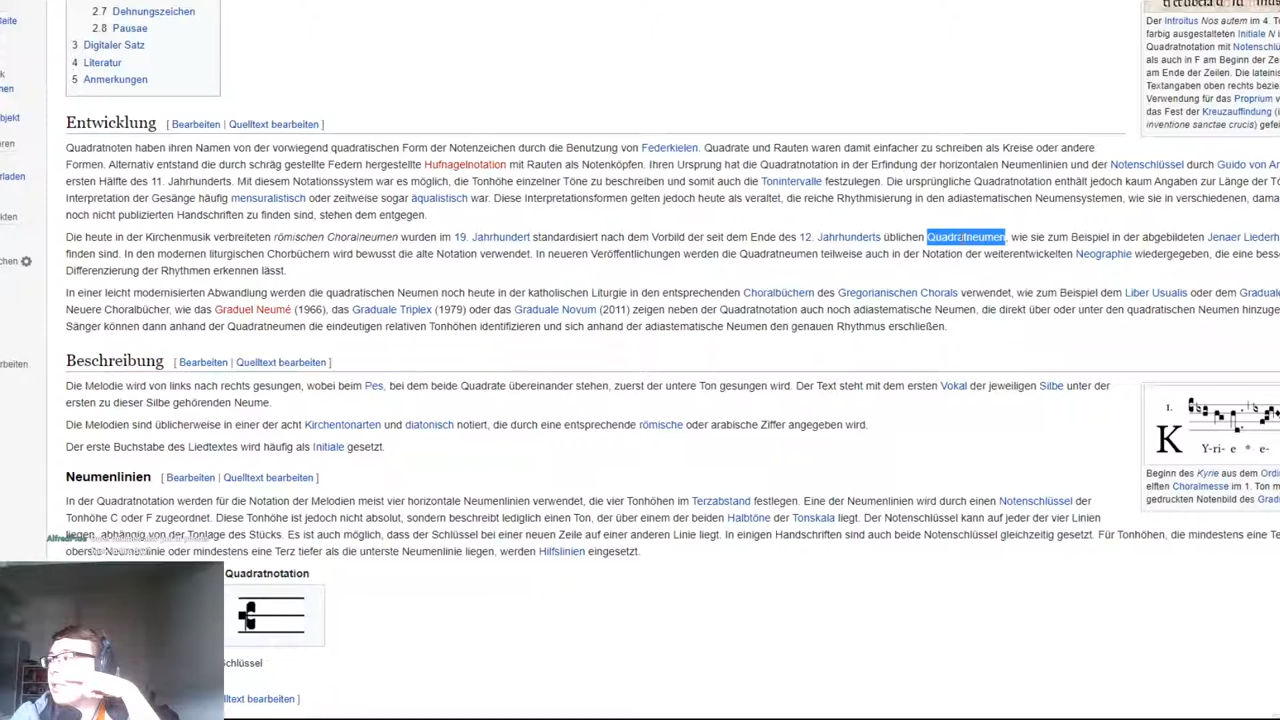 2.7 Dehnungszeichen
2.8 Pausae
3 Digitaler Satz
4 Literatur
5 Anmerkungen
eite
k
nen
bjekt
eren
rladen
kten
chen
eiten
arbeiten
Der Introitus Nos autem im 4. To
farbig ausgestalteten Initiale N i
Quadratnotation mit Notenschlü
als auch in F am Beginn der Zei
am Ende der Zeilen. Die lateinis
Textangaben oben rechts bezie
Verwendung für das Proprium v
das Fest der Kreuzauffindung (i
inventione sanctae crucis) gefei
Entwicklung [ Bearbeiten | Quelltext bearbeiten ]
Quadratnoten haben ihren Namen von der vorwiegend quadratischen Form der Notenzeichen durch die Benutzung von Federkielen. Quadrate und Rauten waren damit einfacher zu schreiben als Kreise oder andere
Formen. Alternativ entstand die durch schräg gestellte Federn hergestellte Hufnagelnotation mit Rauten als Notenköpfen. Ihren Ursprung hat die Quadratnotation in der Erfindung der horizontalen Neumenlinien und der Notenschlüssel durch Guido von Ar
ersten Hälfte des 11. Jahrhunderts. Mit diesem Notationssystem war es möglich, die Tonhöhe einzelner Töne zu beschreiben und somit auch die Tonintervalle festzulegen. Die ursprüngliche Quadratnotation enthält jedoch kaum Angaben zur Länge der Tö
Interpretation der Gesänge häufig mensuralistisch oder zeitweise sogar äqualistisch war. Diese Interpretationsformen gelten jedoch heute als veraltet, die reiche Rhythmisierung in den adiastematischen Neumensystemen, wie sie in verschiedenen, dama
noch nicht publizierten Handschriften zu finden sind, stehen dem entgegen.
Die heute in der Kirchenmusik verbreiteten römischen Choralneumen wurden im 19. Jahrhundert standardisiert nach dem Vorbild der seit dem Ende des 12. Jahrhunderts üblichen Quadratneumen, wie sie zum Beispiel in der abgebildeten Jenaer Liederh
finden sind. In den modernen liturgischen Chorbüchern wird bewusst die alte Notation verwendet. In neueren Veröffentlichungen werden die Quadratneumen teilweise auch in der Notation der weiterentwickelten Neographie wiedergegeben, die eine bess
Differenzierung der Rhythmen erkennen lässt.
In einer leicht modernisierten Abwandlung werden die quadratischen Neumen noch heute in der katholischen Liturgie in den entsprechenden Choralbüchern des Gregorianischen Chorals verwendet, wie zum Beispiel dem Liber Usualis oder dem Graduale
Neuere Choralbücher, wie das Graduel Neumé (1966), das Graduale Triplex (1979) oder das Graduale Novum (2011) zeigen neben der Quadratnotation auch noch adiastematische Neumen, die direkt über oder unter den quadratischen Neumen hinzuge
Sänger können dann anhand der Quadratneumen die eindeutigen relativen Tonhöhen identifizieren und sich anhand der adiastematische Neumen den genauen Rhythmus erschließen.
Beschreibung [ Bearbeiten | Quelltext bearbeiten ]
Die Melodie wird von links nach rechts gesungen, wobei beim Pes, bei dem beide Quadrate übereinander stehen, zuerst der untere Ton gesungen wird. Der Text steht mit dem ersten Vokal der jeweiligen Silbe unter der
ersten zu dieser Silbe gehörenden Neume.
Die Melodien sind üblicherweise in einer der acht Kirchentonarten und diatonisch notiert, die durch eine entsprechende römische oder arabische Ziffer angegeben wird.
Der erste Buchstabe des Liedtextes wird häufig als Initiale gesetzt.
1.
K Y-ri- e * e-
Beginn des Kyrie aus dem Ordi
elften Choralmesse im 1. Ton m
gedruckten Notenbild des Grad
Neumenlinien [ Bearbeiten | Quelltext bearbeiten ]
In der Quadratnotation werden für die Notation der Melodien meist vier horizontale Neumenlinien verwendet, die vier Tonhöhen im Terzabstand festlegen. Eine der Neumenlinien wird durch einen Notenschlüssel der
Tonhöhe C oder F zugeordnet. Diese Tonhöhe ist jedoch nicht absolut, sondern beschreibt lediglich einen Ton, der über einem der beiden Halbtöne der Tonskala liegt. Der Notenschlüssel kann auf jeder der vier Linien
liegen, abhängig von der Tonlage des Stücks. Es ist auch möglich, dass der Schlüssel bei einer neuen Zeile auf einer anderen Linie liegt. In einigen Handschriften sind auch beide Notenschlüssel gleichzeitig gesetzt. Für Tonhöhen, die mindestens eine Te
oberste Neumenlinie oder mindestens eine Terz tiefer als die unterste Neumenlinie liegen, werden Hilfslinien eingesetzt.
Quadratnotation
Schlüssel
lltext bearbeiten ]